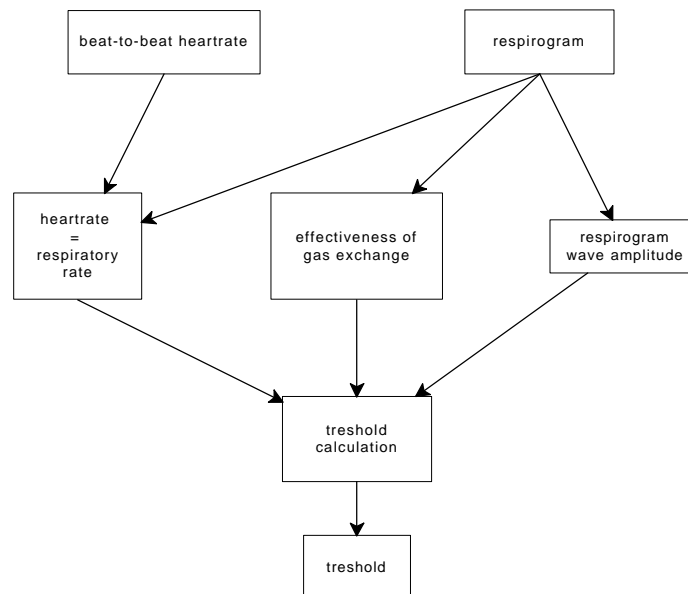 beat-to-beat heartrate
respirogram
heartrate
=
respiratory
rate
effectiveness of
gas exchange
respirogram
wave amplitude
treshold
calculation
treshold